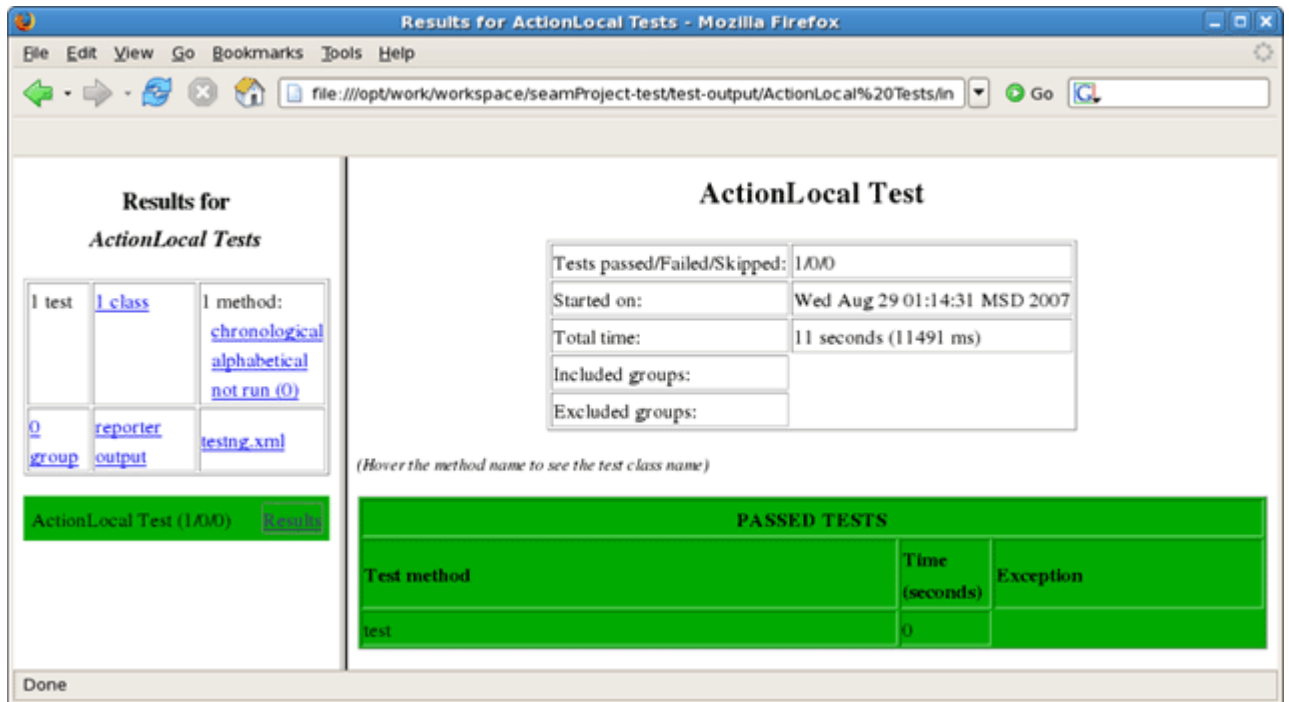 Results for ActionLocal Tests - Mozilla Firefox
File Edit View Go Bookmarks Tools Help
file:///opt/work/workspace/seamProject-test/test-output/ActionLocal%20Tests/in
Go
G
Results for
ActionLocal Tests
1 test 1 class 1 method:
chronological
alphabetical
not run (0)
0 reporter testng.xml
group output
ActionLocal Test (1/0/0) Results
ActionLocal Test
Tests passed/Failed/Skipped: 1/0/0
Started on: Wed Aug 29 01:14:31 MSD 2007
Total time: 11 seconds (11491 ms)
Included groups:
Excluded groups:
(Hover the method name to see the test class name)
PASSED TESTS
Test method Time (seconds) Exception
test 0
Done